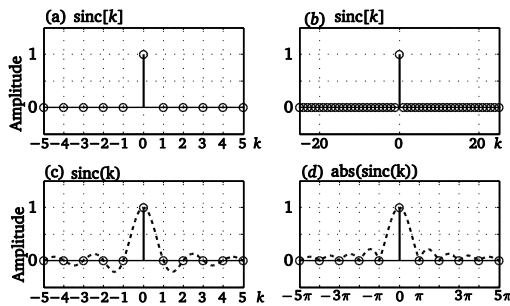 (a) sinc[k]
(b) sinc[k]
Amplitude
1
0
−5 −4 −3 −2 −1 0 1 2 3 4 5 k
1
0
−20 0 20 k
(c) sinc(k)
(d) abs(sinc(k))
Amplitude
1
0
−5 −4 −3 −2 −1 0 1 2 3 4 5 k
1
0
−5π −3π −π 0 π 3π 5π